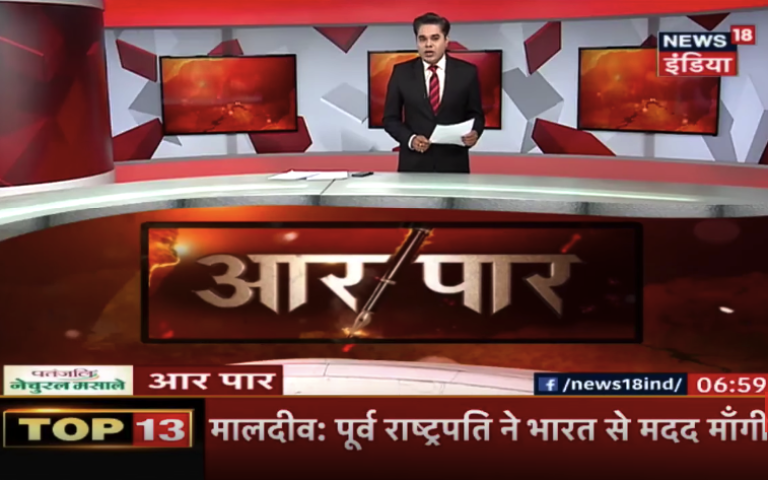 NEWS 18
इंडिया
आर पार
पतंजलि
नेचुरल मसाले
आर पार
/news18ind/
06:59
TOP 13
मालदीव: पूर्व राष्ट्रपति ने भारत से मदद माँगी